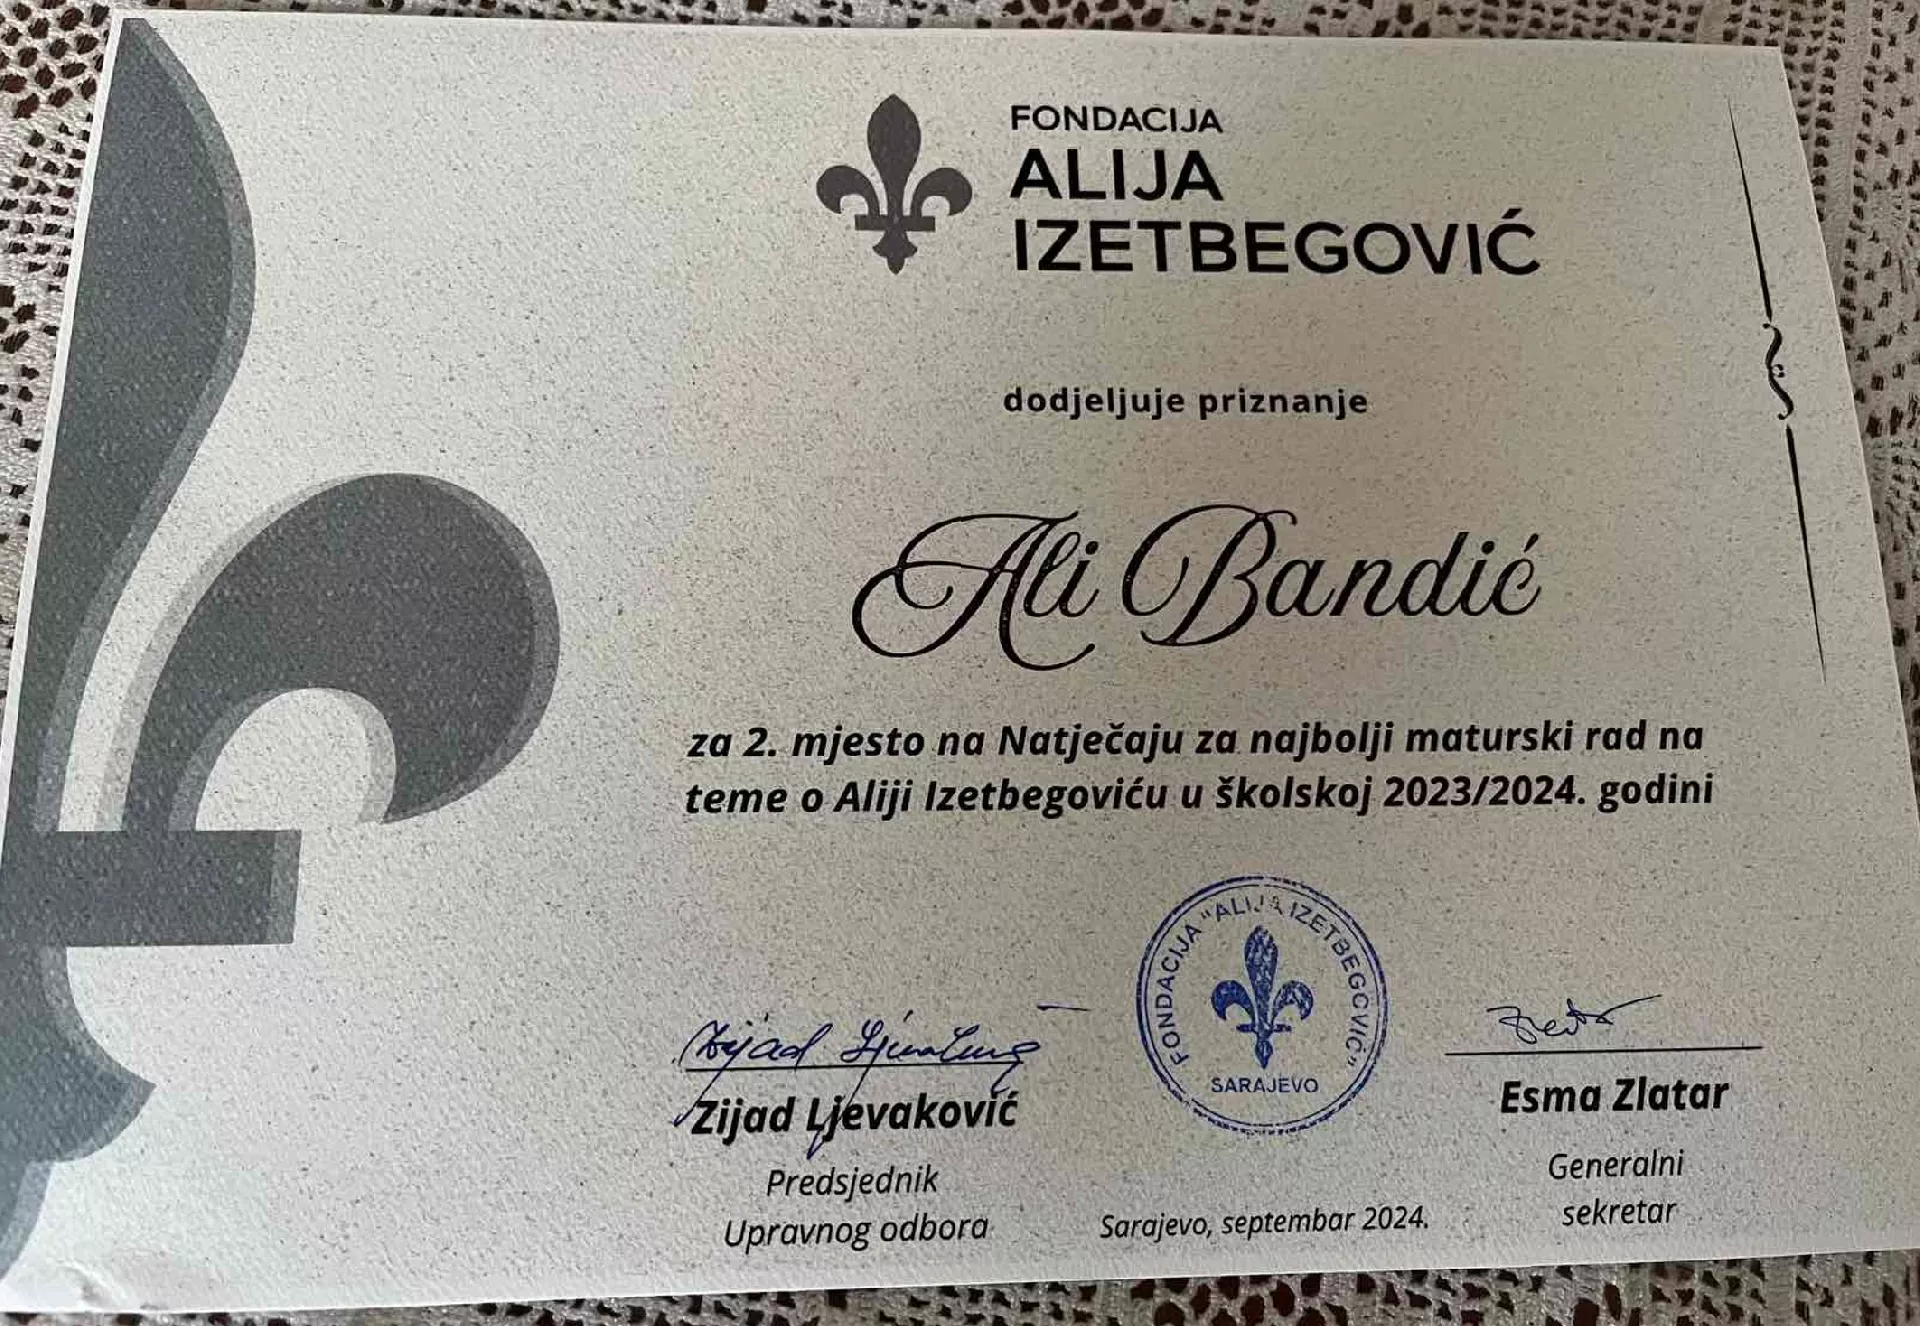 FONDACIJA
ALIJA
IZETBEGOVIĆ
dodjeljuje priznanje
Ali Bandić
za 2. mjesto na Natječaju za najbolji maturski rad na
teme o Aliji Izetbegoviću u školskoj 2023/2024. godini
FONDACIJA "ALIJA IZETBEGOVIĆ"
SARAJEVO
Zijad Ljevaković
Zijad Ljevaković
Predsjednik
Upravnog odbora
Sarajevo, septembar 2024.
Esma Zlatar
Generalni
sekretar